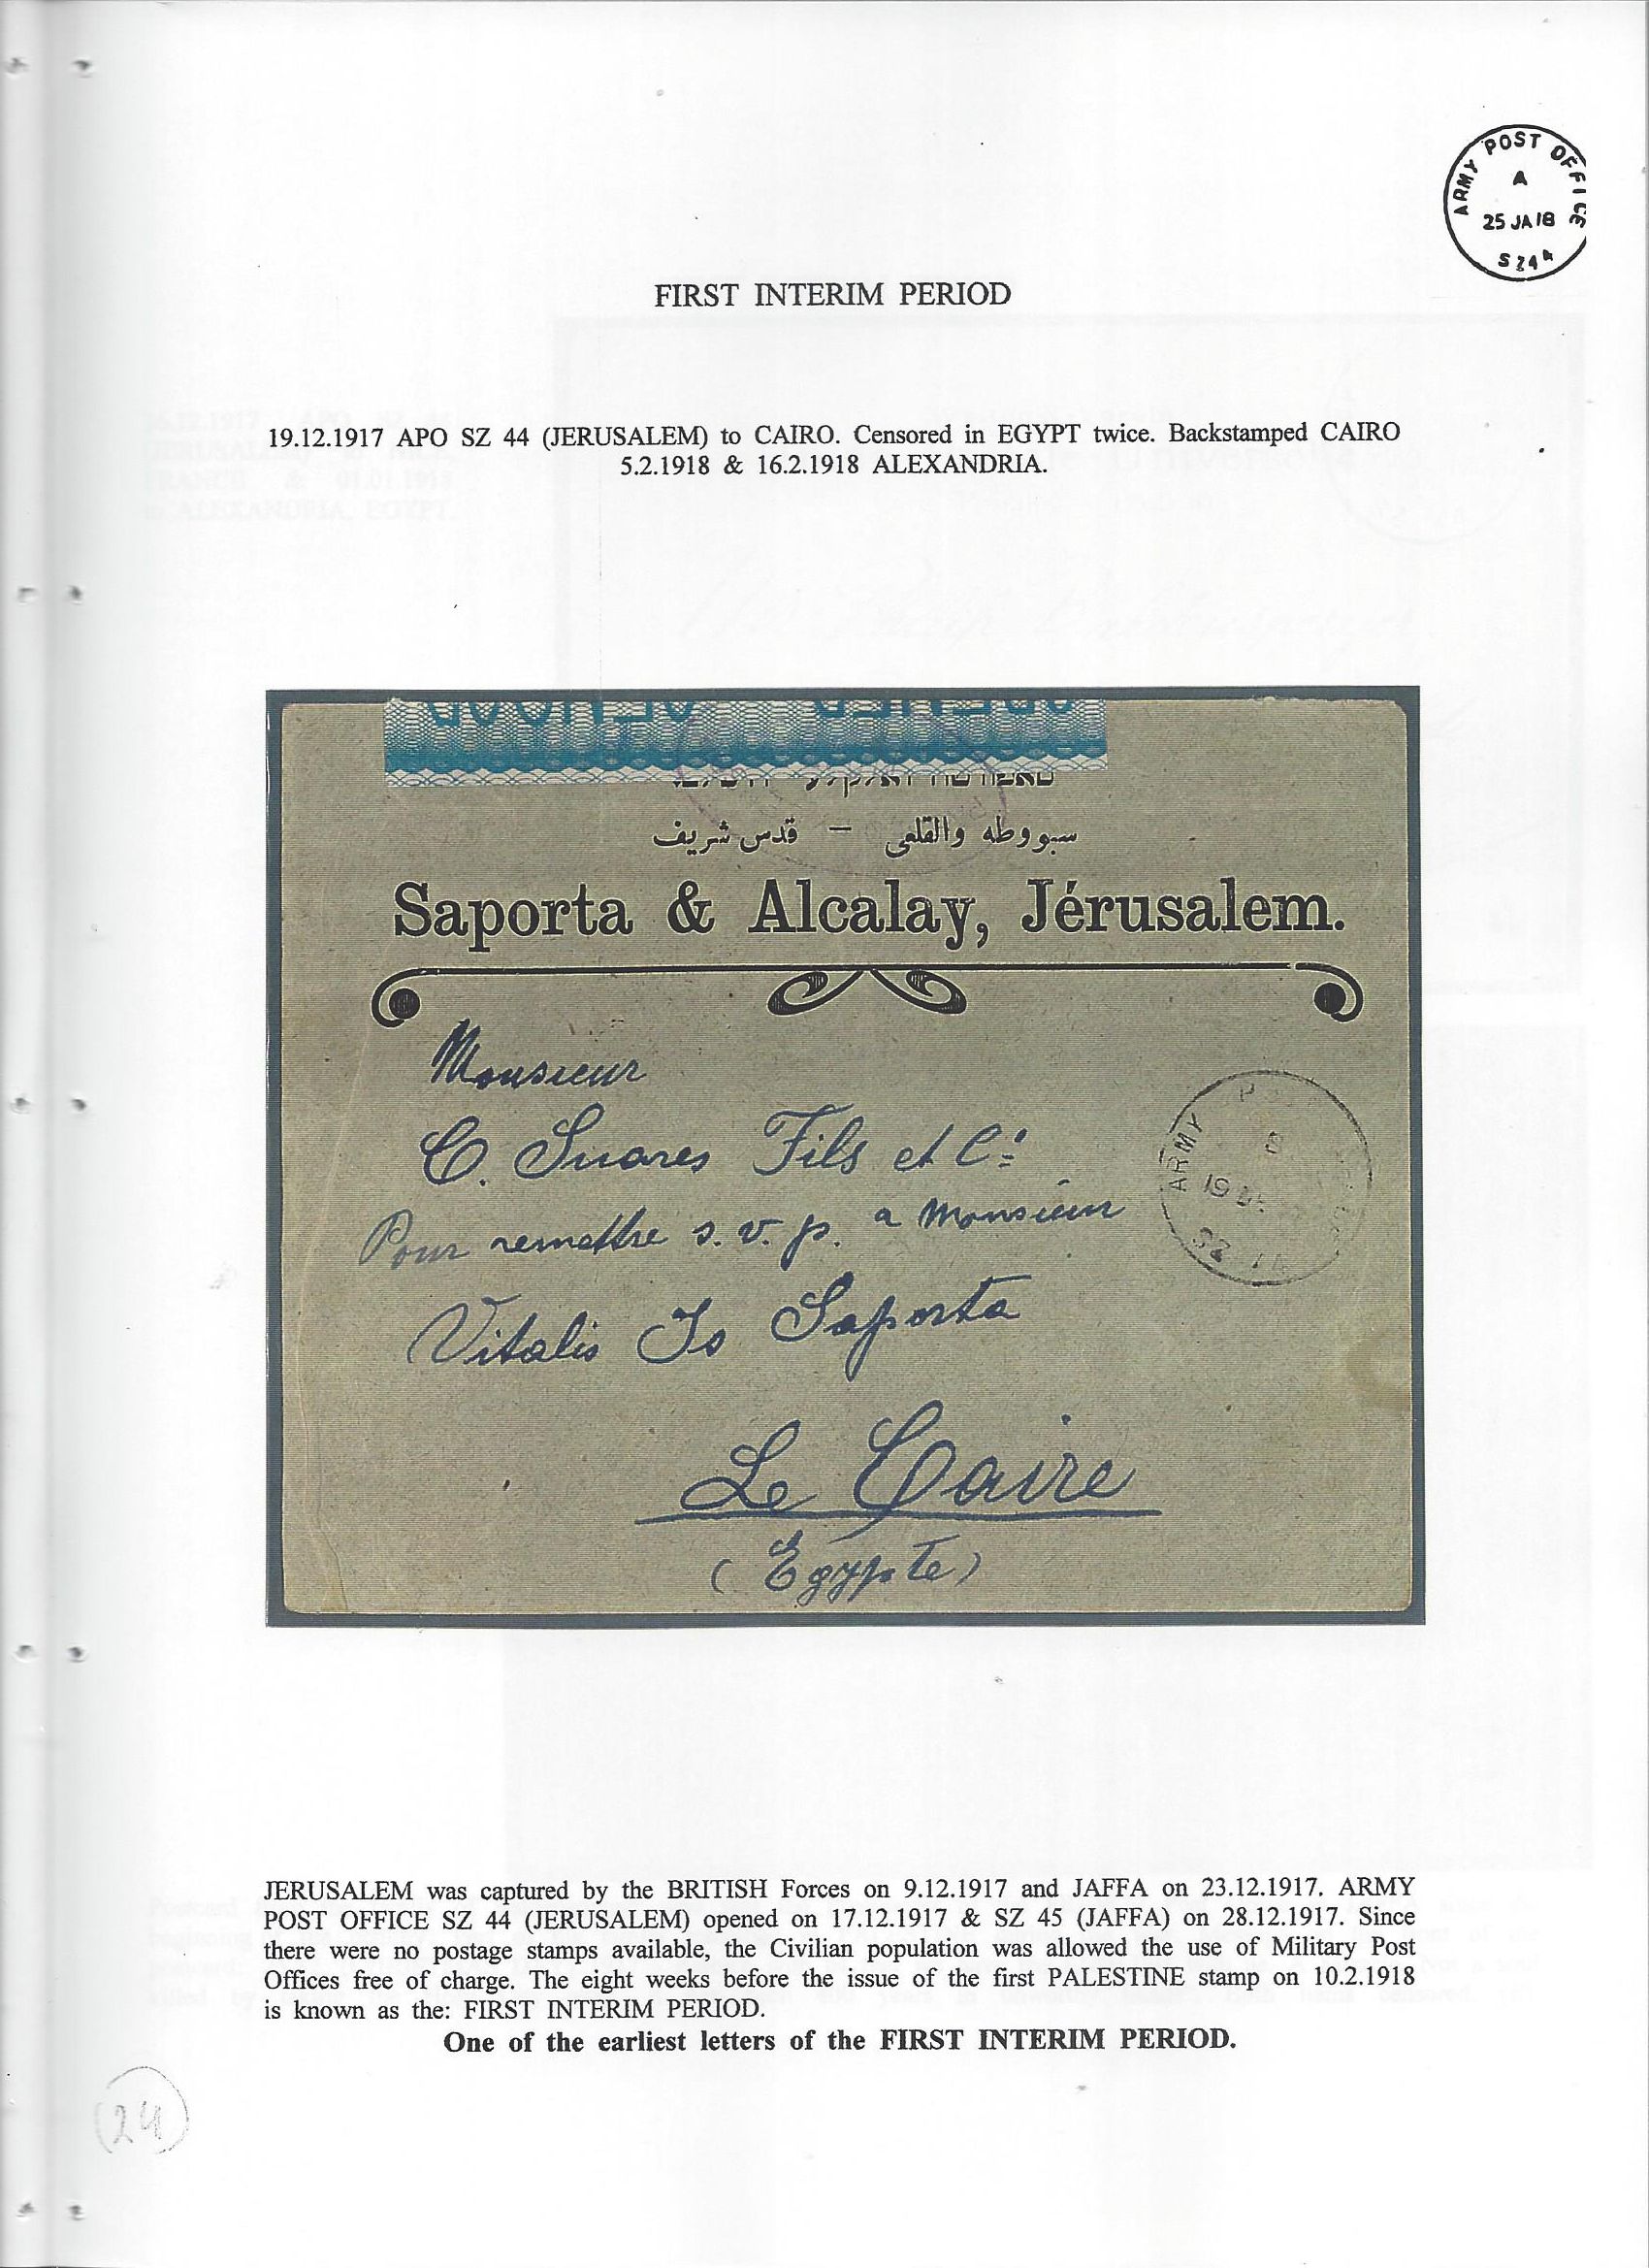 ARMY POST OFFICE
A
25 JA 18
SZ44
FIRST INTERIM PERIOD
19.12.1917 APO SZ 44 (JERUSALEM) to CAIRO. Censored in EGYPT twice. Backstamped CAIRO
5.2.1918 & 16.2.1918 ALEXANDRIA.
سبوروطه والقلعی – قدس شريف
Saporta & Alcalay, Jérusalem.
Monsieur
C. Suares Fils et Cie
Pour remettre s. v. p. a Monsieur
Vitalis Is Saporta
Le Caire
(Egypte)
ARMY P
19 DE
SZ
JERUSALEM was captured by the BRITISH Forces on 9.12.1917 and JAFFA on 23.12.1917. ARMY
POST OFFICE SZ 44 (JERUSALEM) opened on 17.12.1917 & SZ 45 (JAFFA) on 28.12.1917. Since
there were no postage stamps available, the Civilian population was allowed the use of Military Post
Offices free of charge. The eight weeks before the issue of the first PALESTINE stamp on 10.2.1918
is known as the: FIRST INTERIM PERIOD.
One of the earliest letters of the FIRST INTERIM PERIOD.
24